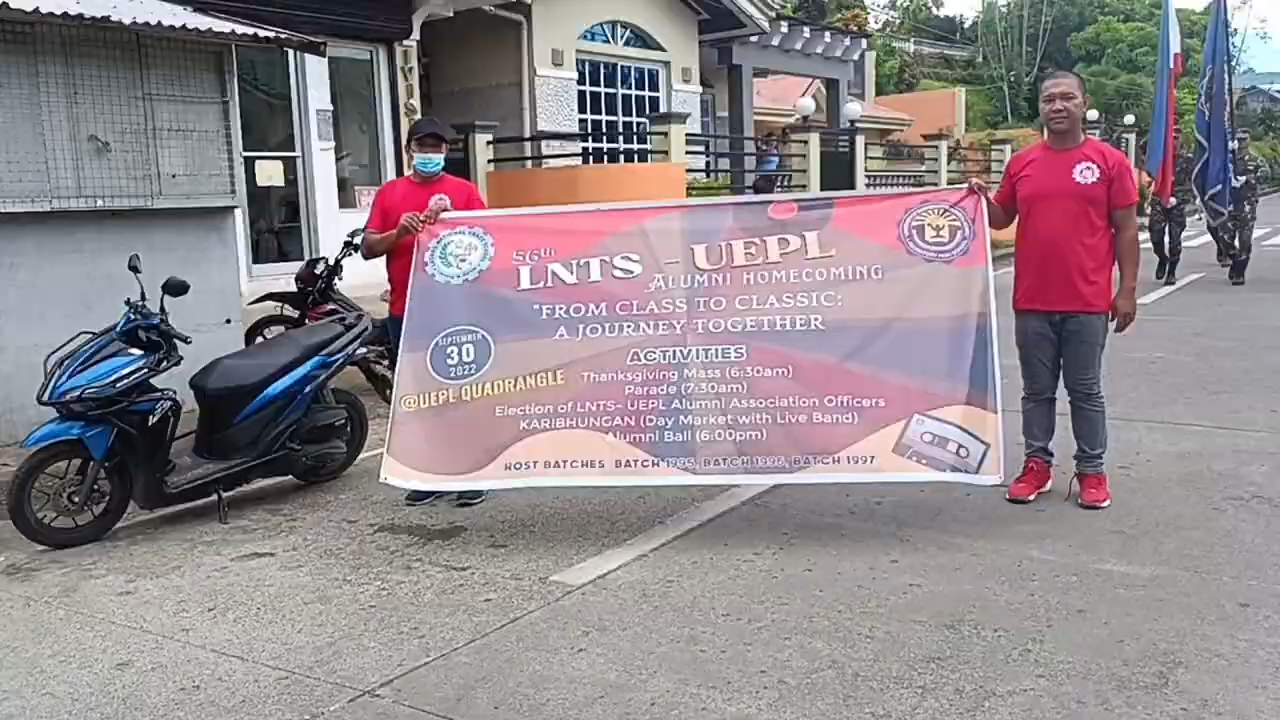 56th
LNTS - UEPL
ALUMNI HOMECOMING
"FROM CLASS TO CLASSIC:
A JOURNEY TOGETHER
SEPTEMBER
30
2022
@UEPL QUADRANGLE
ACTIVITIES
Thanksgiving Mass (6:30am)
Parade (7:30am)
Election of LNTS- UEPL Alumni Association Officers
KARIBHUNGAN (Day Market with Live Band)
Alumni Ball (6:00pm)
HOST BATCHES BATCH 1995, BATCH 1996, BATCH 1997